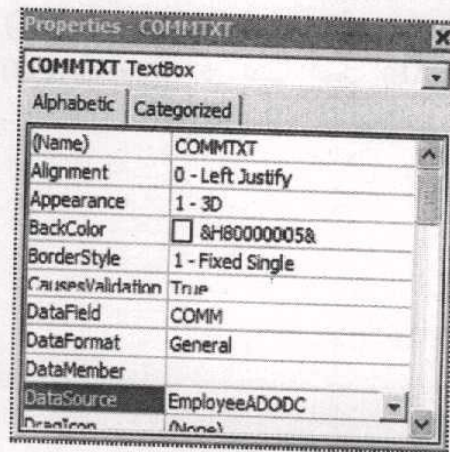 Properties - COMMTXT
COMMTXT TextBox
Alphabetic Categorized
(Name) COMMTXT
Alignment 0 - Left Justify
Appearance 1 - 3D
BackColor &H80000005&
BorderStyle 1 - Fixed Single
CausesValidation True
DataField COMM
DataFormat General
DataMember
DataSource EmployeeADODC
DragIcon (None)